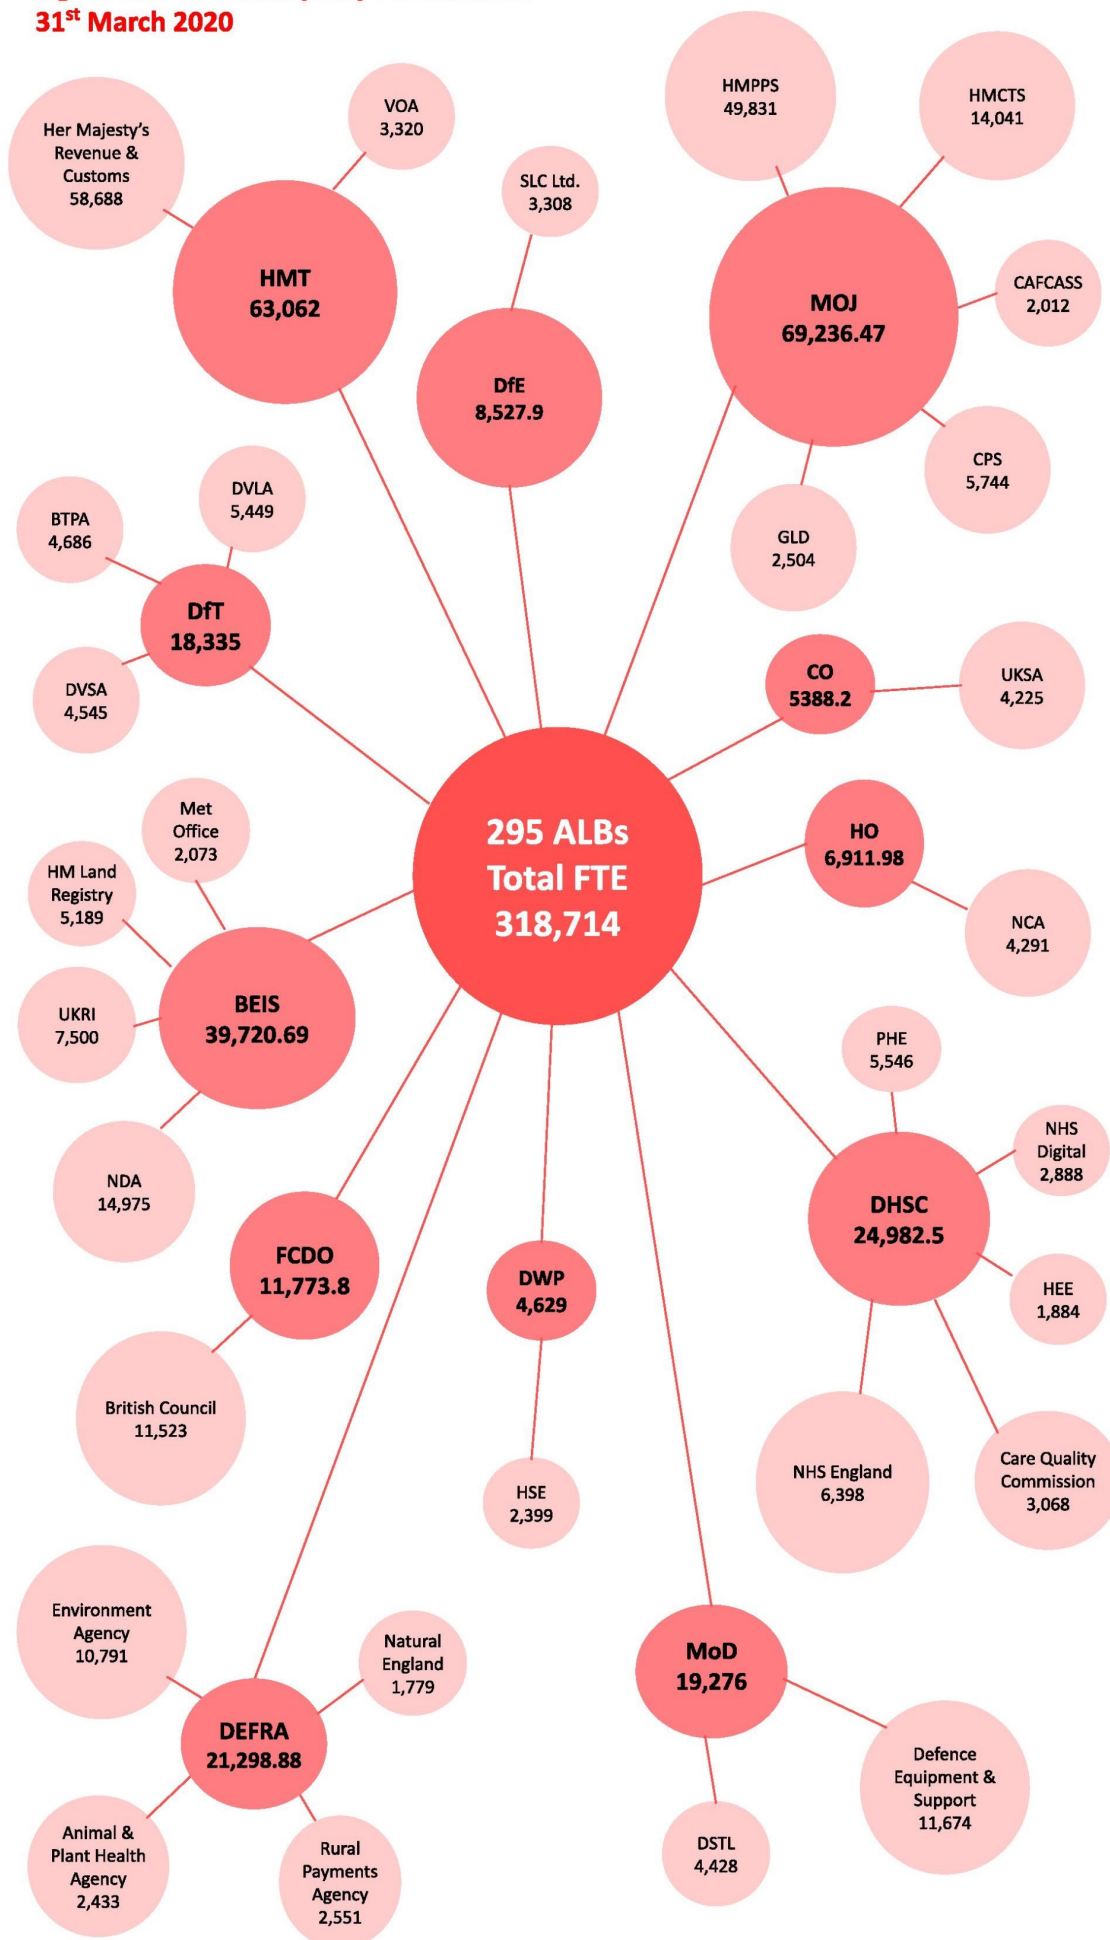 31st March 2020
Her Majesty's
Revenue &
Customs
58,688
VOA
3,320
HMT
63,062
SLC Ltd.
3,308
DfE
8,527.9
HMPPS
49,831
HMCTS
14,041
MOJ
69,236.47
CAFCASS
2,012
CPS
5,744
GLD
2,504
BTPA
4,686
DVLA
5,449
DfT
18,335
DVSA
4,545
CO
5388.2
UKSA
4,225
295 ALBs
Total FTE
318,714
HO
6,911.98
NCA
4,291
Met
Office
2,073
HM Land
Registry
5,189
BEIS
39,720.69
UKRI
7,500
NDA
14,975
PHE
5,546
NHS
Digital
2,888
DHSC
24,982.5
HEE
1,884
NHS England
6,398
Care Quality
Commission
3,068
FCDO
11,773.8
British Council
11,523
DWP
4,629
HSE
2,399
Environment
Agency
10,791
Natural
England
1,779
DEFRA
21,298.88
Animal &
Plant Health
Agency
2,433
Rural
Payments
Agency
2,551
MoD
19,276
DSTL
4,428
Defence
Equipment &
Support
11,674